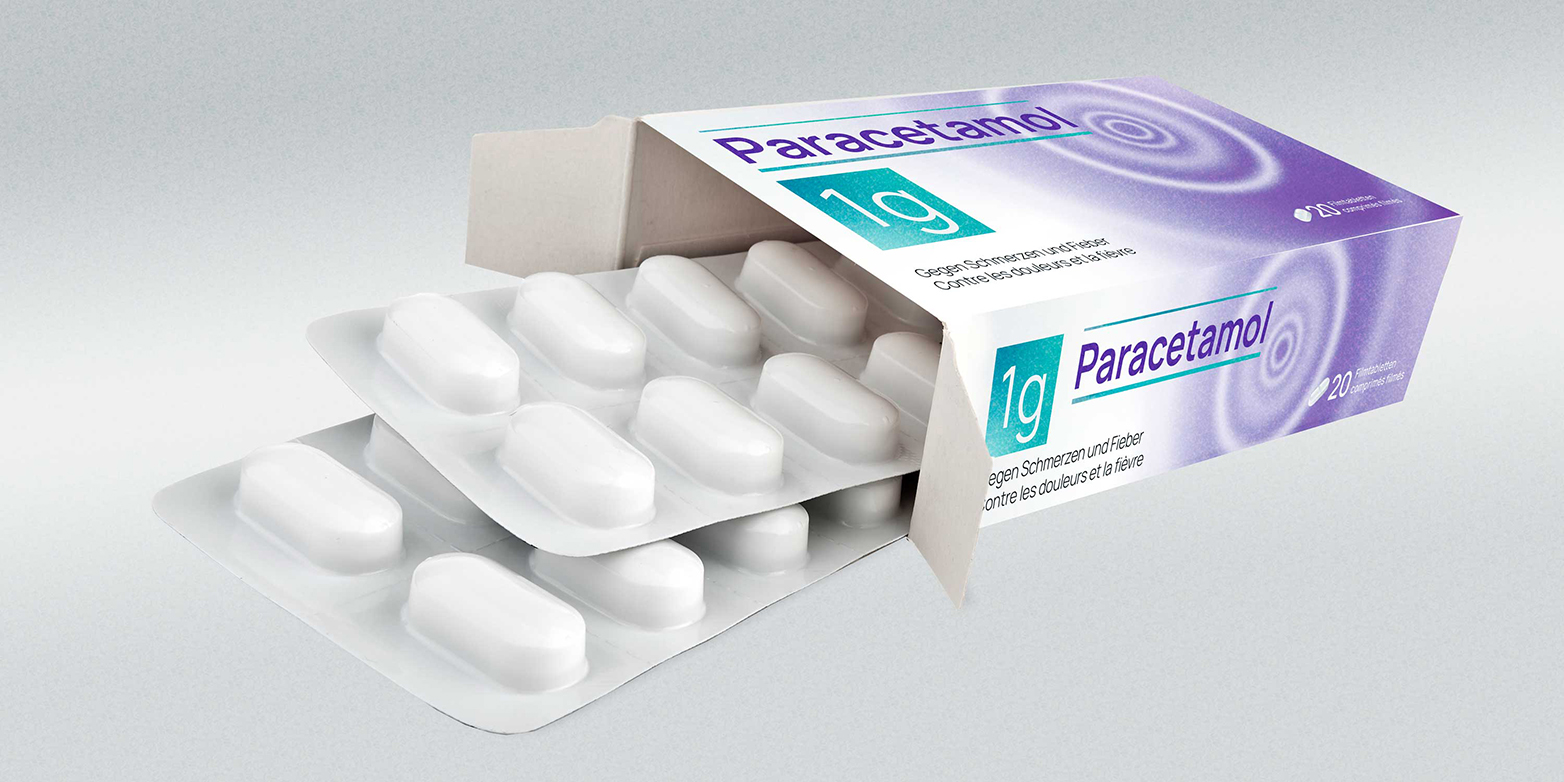 Paracetamol
1g
Gegen Schmerzen und Fieber
Contre les douleurs et la fièvre
20 Filmtabletten
comprimés filmés
1g
Paracetamol
egen Schmerzen und Fieber
ontre les douleurs et la fièvre
20 Filmtabletten
comprimés filmés